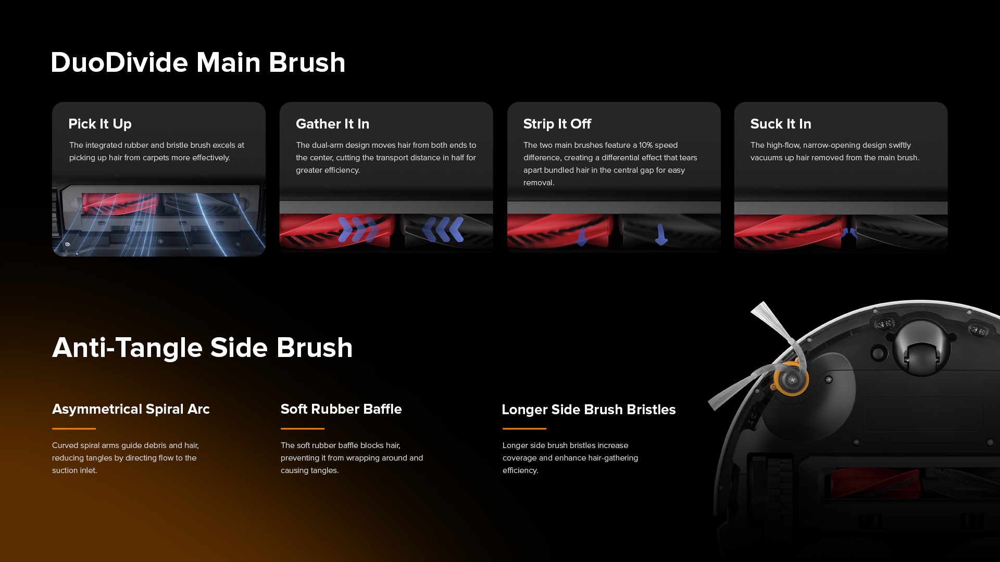 DuoDivide Main Brush
Pick It Up
The integrated rubber and bristle brush excels at
picking up hair from carpets more effectively.
Gather It In
The dual-arm design moves hair from both ends to
the center, cutting the transport distance in half for
greater efficiency.
Strip It Off
The two main brushes feature a 10% speed
difference, creating a differential effect that tears
apart bundled hair in the central gap for easy
removal.
Suck It In
The high-flow, narrow-opening design swiftly
vacuums up hair removed from the main brush.
Anti-Tangle Side Brush
Asymmetrical Spiral Arc
Curved spiral arms guide debris and hair,
reducing tangles by directing flow to the
suction inlet.
Soft Rubber Baffle
The soft rubber baffle blocks hair,
preventing it from wrapping around and
causing tangles.
Longer Side Brush Bristles
Longer side brush bristles increase
coverage and enhance hair-gathering
efficiency.